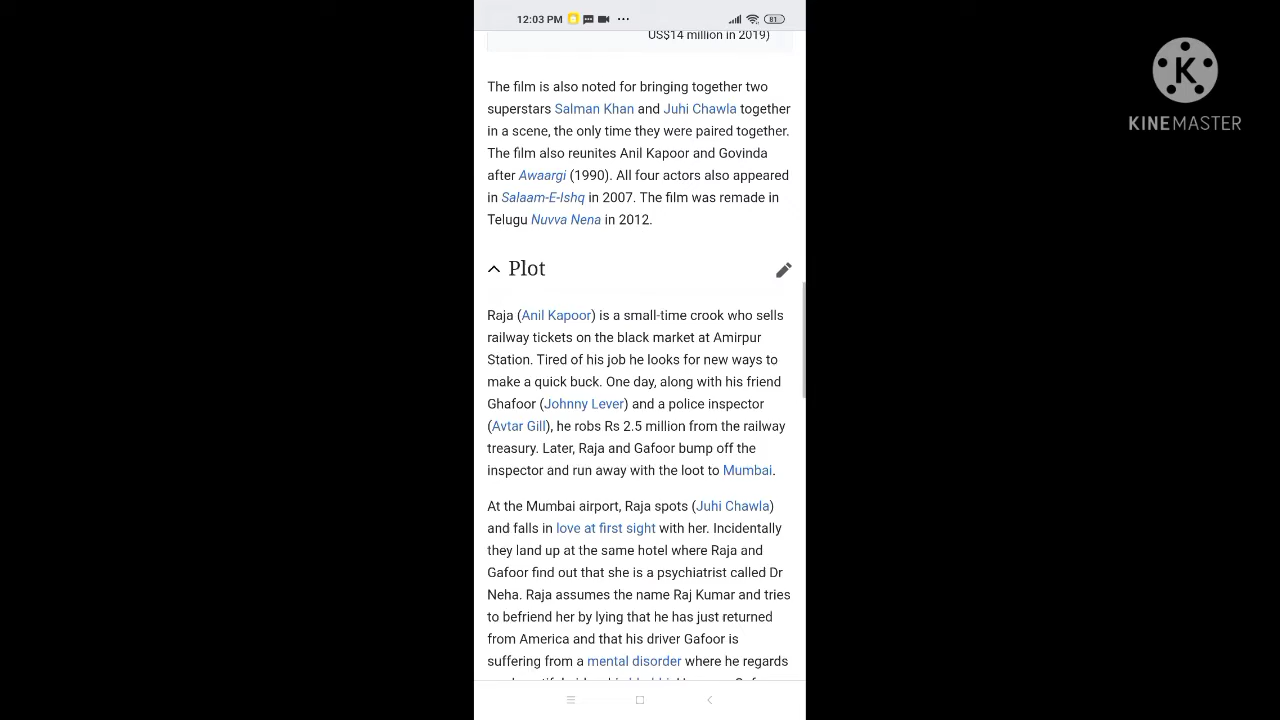 12:03 PM
81
US$14 million in 2019)
The film is also noted for bringing together two
superstars Salman Khan and Juhi Chawla together
in a scene, the only time they were paired together.
The film also reunites Anil Kapoor and Govinda
after Awaargi (1990). All four actors also appeared
in Salaam-E-Ishq in 2007. The film was remade in
Telugu Nuvva Nena in 2012.
Plot
Raja (Anil Kapoor) is a small-time crook who sells
railway tickets on the black market at Amirpur
Station. Tired of his job he looks for new ways to
make a quick buck. One day, along with his friend
Ghafoor (Johnny Lever) and a police inspector
(Avtar Gill), he robs Rs 2.5 million from the railway
treasury. Later, Raja and Gafoor bump off the
inspector and run away with the loot to Mumbai.
At the Mumbai airport, Raja spots (Juhi Chawla)
and falls in love at first sight with her. Incidentally
they land up at the same hotel where Raja and
Gafoor find out that she is a psychiatrist called Dr
Neha. Raja assumes the name Raj Kumar and tries
to befriend her by lying that he has just returned
from America and that his driver Gafoor is
suffering from a mental disorder where he regards
K
KINEMASTER